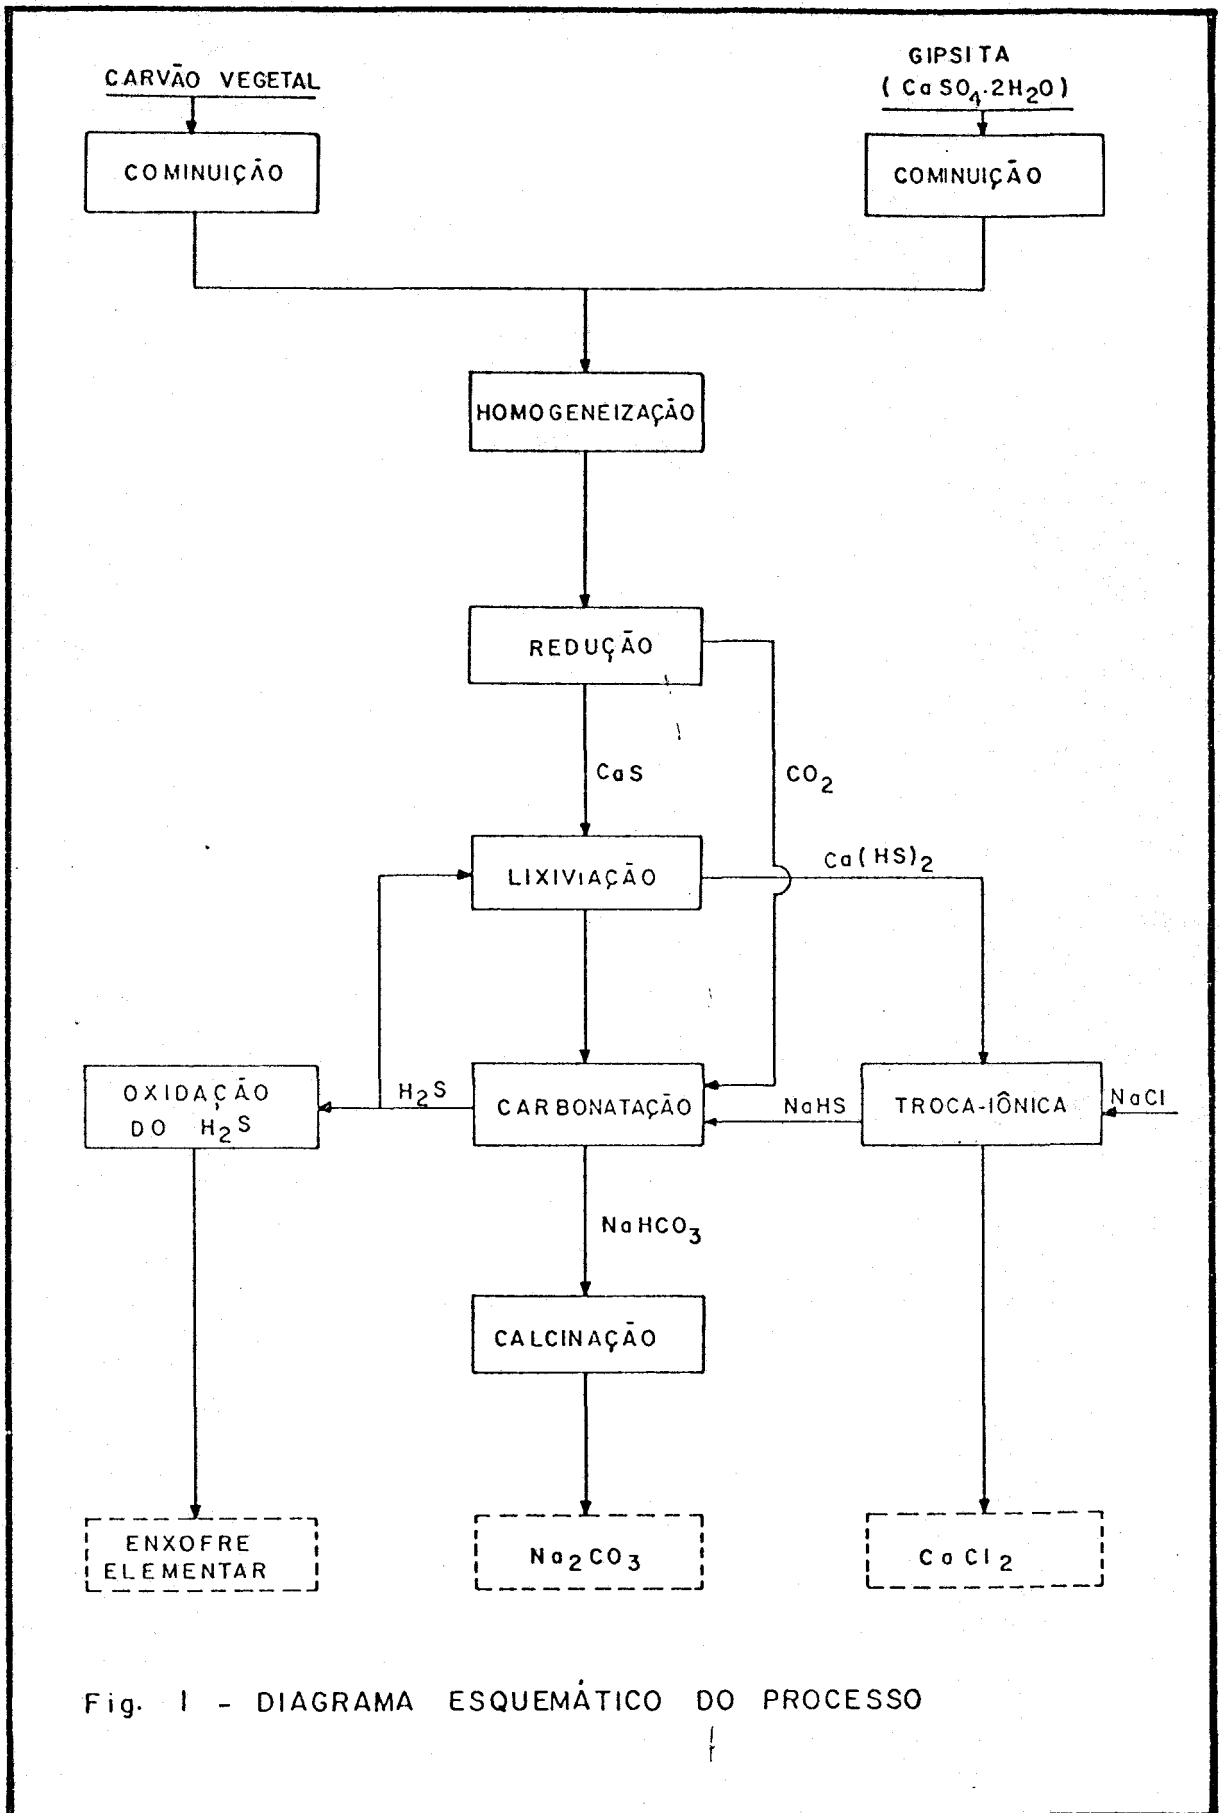 CARVÃO VEGETAL
GIPSITA
( CaSO4.2H2O)
COMINUIÇÃO
COMINUIÇÃO
HOMOGENEIZAÇÃO
REDUÇÃO
CaS
CO2
LIXIVIAÇÃO
Ca(HS)2
OXIDAÇÃO
DO H2S
H2S
CARBONATAÇÃO
NaHS
TROCA-IÔNICA
NaCl
NaHCO3
CALCINAÇÃO
ENXOFRE
ELEMENTAR
Na2CO3
CaCl2
Fig. 1 - DIAGRAMA ESQUEMÁTICO DO PROCESSO